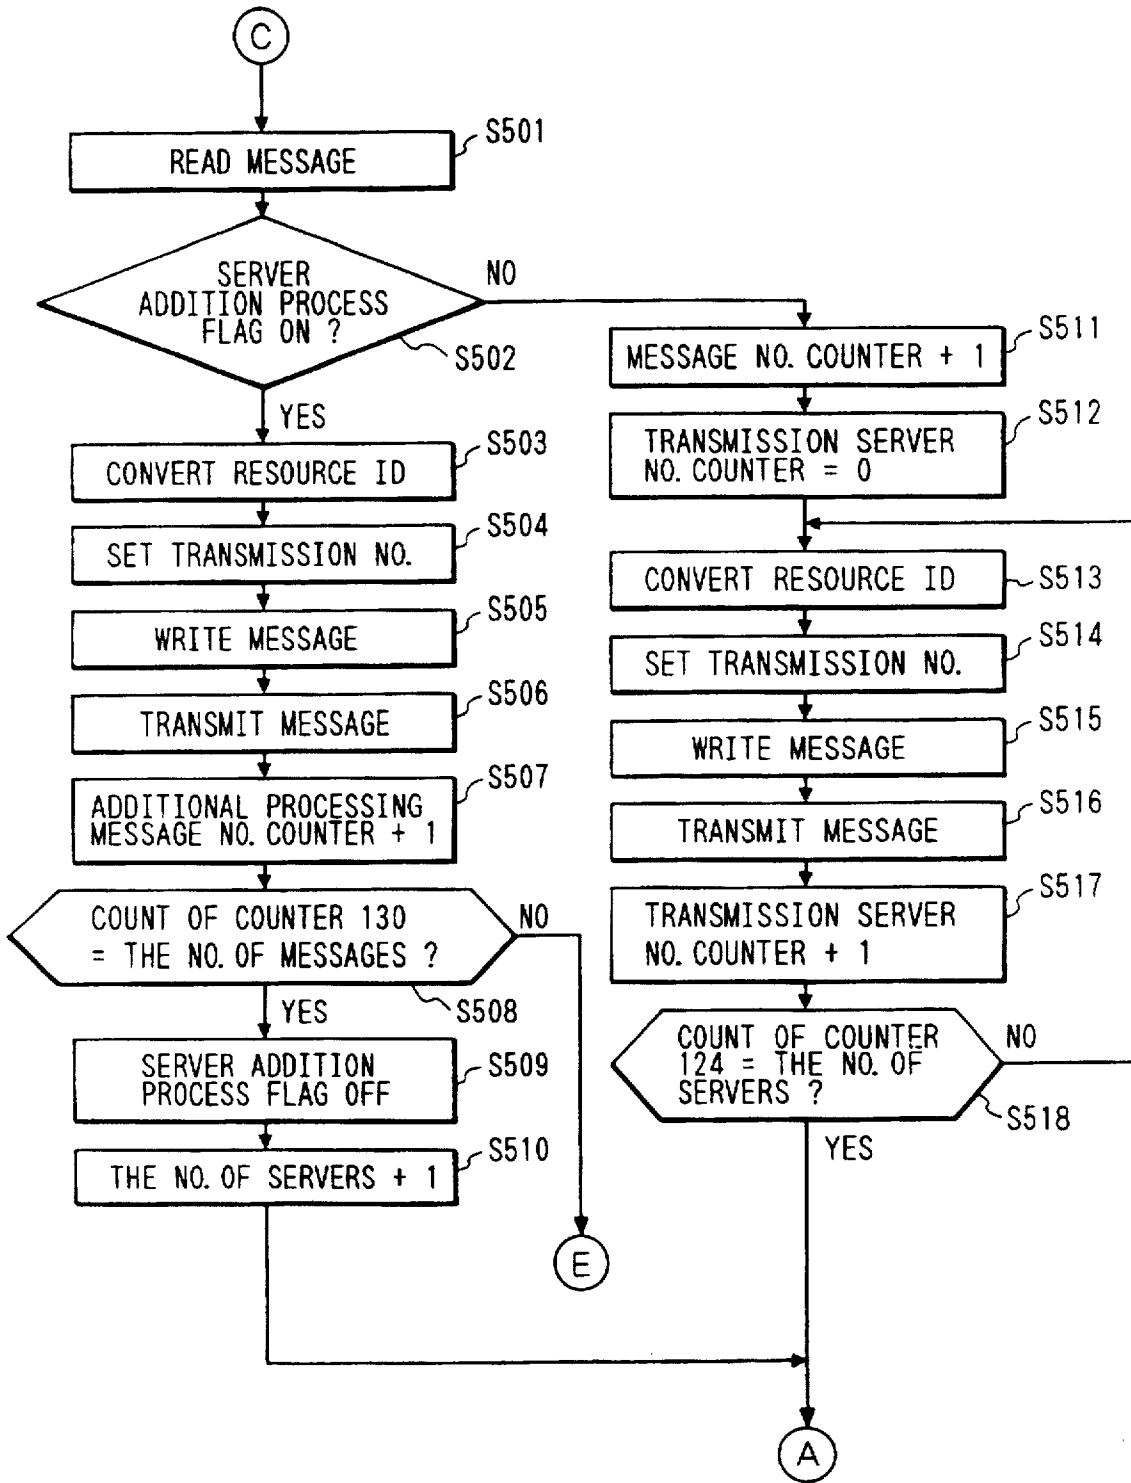 C
READ MESSAGE
S501
SERVER
ADDITION PROCESS
FLAG ON ?
S502
NO
YES
CONVERT RESOURCE ID
S503
SET TRANSMISSION NO.
S504
WRITE MESSAGE
S505
TRANSMIT MESSAGE
S506
ADDITIONAL PROCESSING
MESSAGE NO. COUNTER + 1
S507
COUNT OF COUNTER 130
= THE NO. OF MESSAGES ?
S508
NO
YES
SERVER ADDITION
PROCESS FLAG OFF
S509
THE NO. OF SERVERS + 1
S510
E
MESSAGE NO. COUNTER + 1
S511
TRANSMISSION SERVER
NO. COUNTER = 0
S512
CONVERT RESOURCE ID
S513
SET TRANSMISSION NO.
S514
WRITE MESSAGE
S515
TRANSMIT MESSAGE
S516
TRANSMISSION SERVER
NO. COUNTER + 1
S517
COUNT OF COUNTER
124 = THE NO. OF
SERVERS ?
S518
NO
YES
A